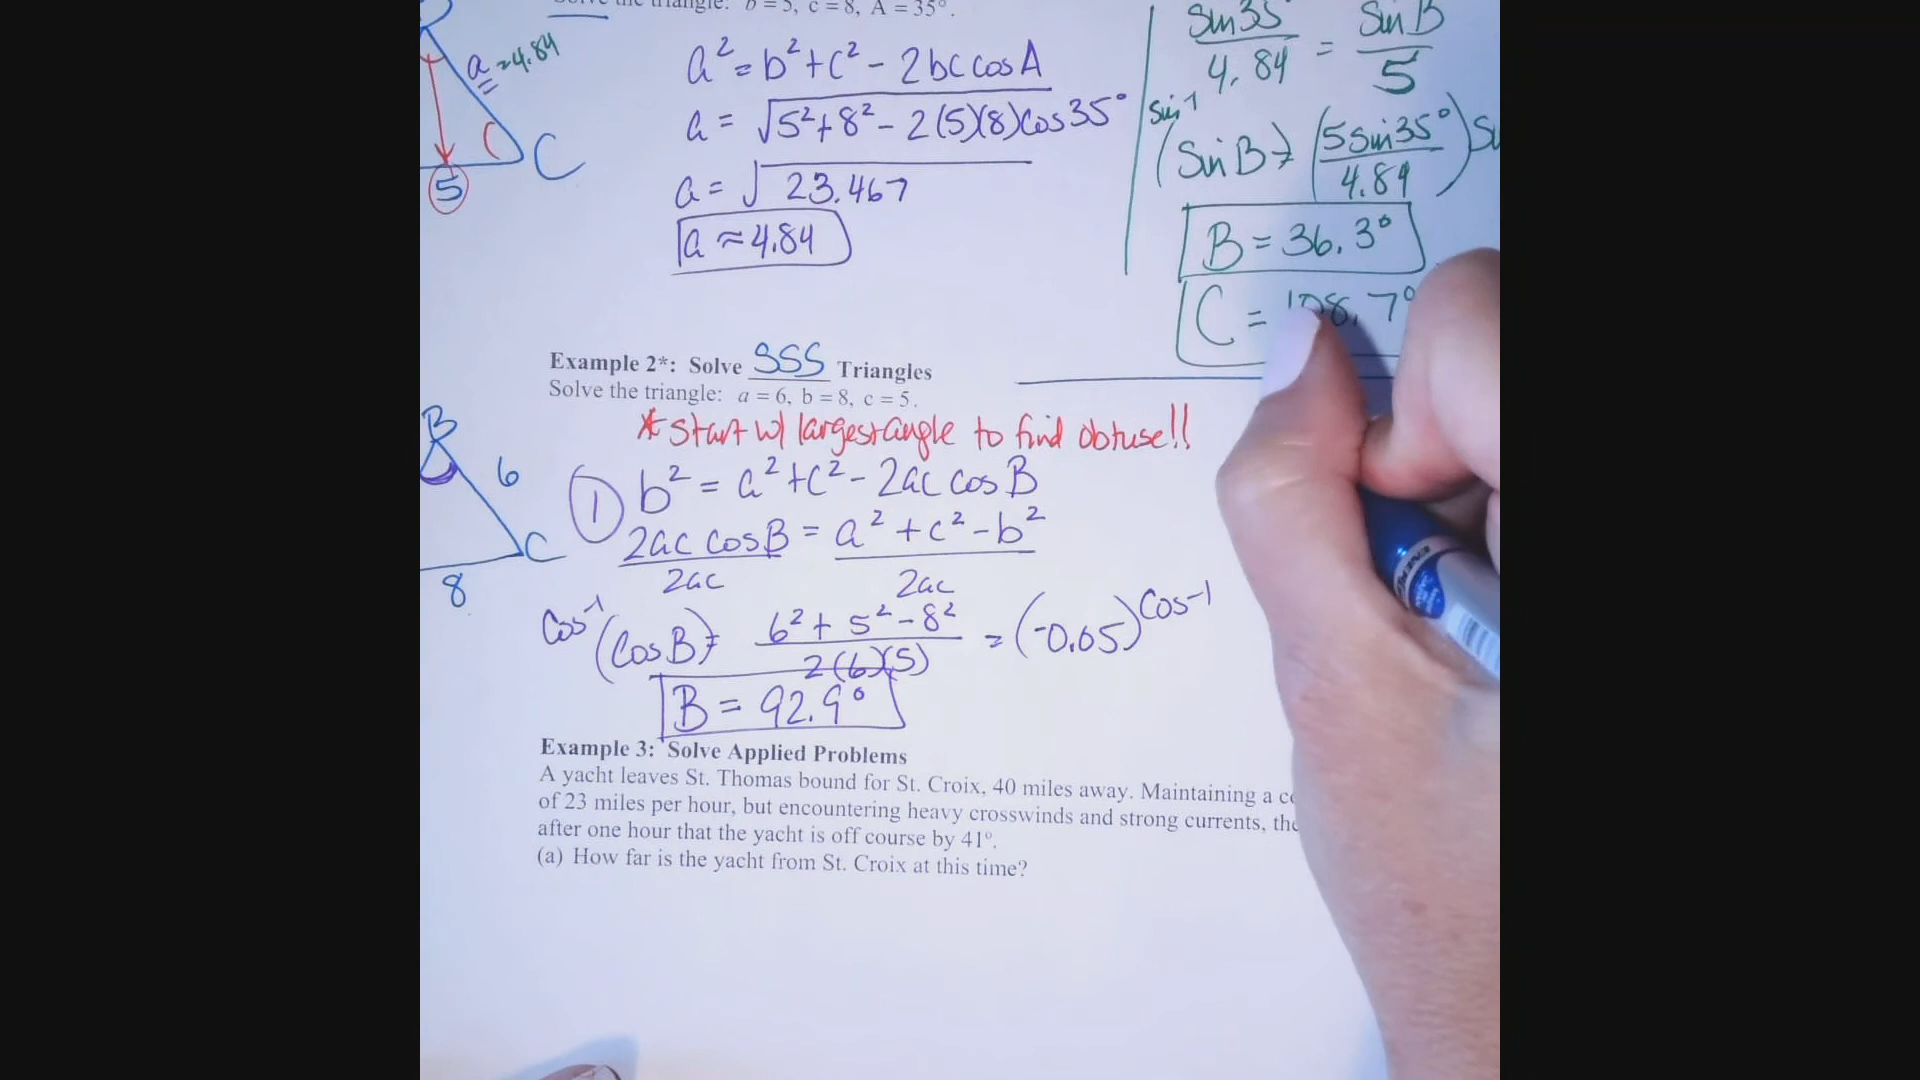 the triangle: b = 5, c = 8, A = 35°.
a = 4.84
C
5
a² = b² + c² - 2bc cos A
a = √5² + 8² - 2(5)(8)cos 35°
a = √23.467
a ≈ 4.84
sin 35 / 4.84 = sin B / 5
sin⁻¹ (sin B) = (5 sin 35° / 4.84)
B = 36.3°
C = 108.7°
Example 2*: Solve SSS Triangles
Solve the triangle: a = 6, b = 8, c = 5.
* start w/ largest angle to find obtuse!!
B
6
C
8
① b² = a² + c² - 2ac cos B
2ac cos B / 2ac = a² + c² - b² / 2ac
cos⁻¹ (cos B) = 6² + 5² - 8² / 2(6)(5) = (-0.05) cos⁻¹
B = 92.9°
Example 3: Solve Applied Problems
A yacht leaves St. Thomas bound for St. Croix, 40 miles away. Maintaining a
of 23 miles per hour, but encountering heavy crosswinds and strong currents, the
after one hour that the yacht is off course by 41°.
(a) How far is the yacht from St. Croix at this time?